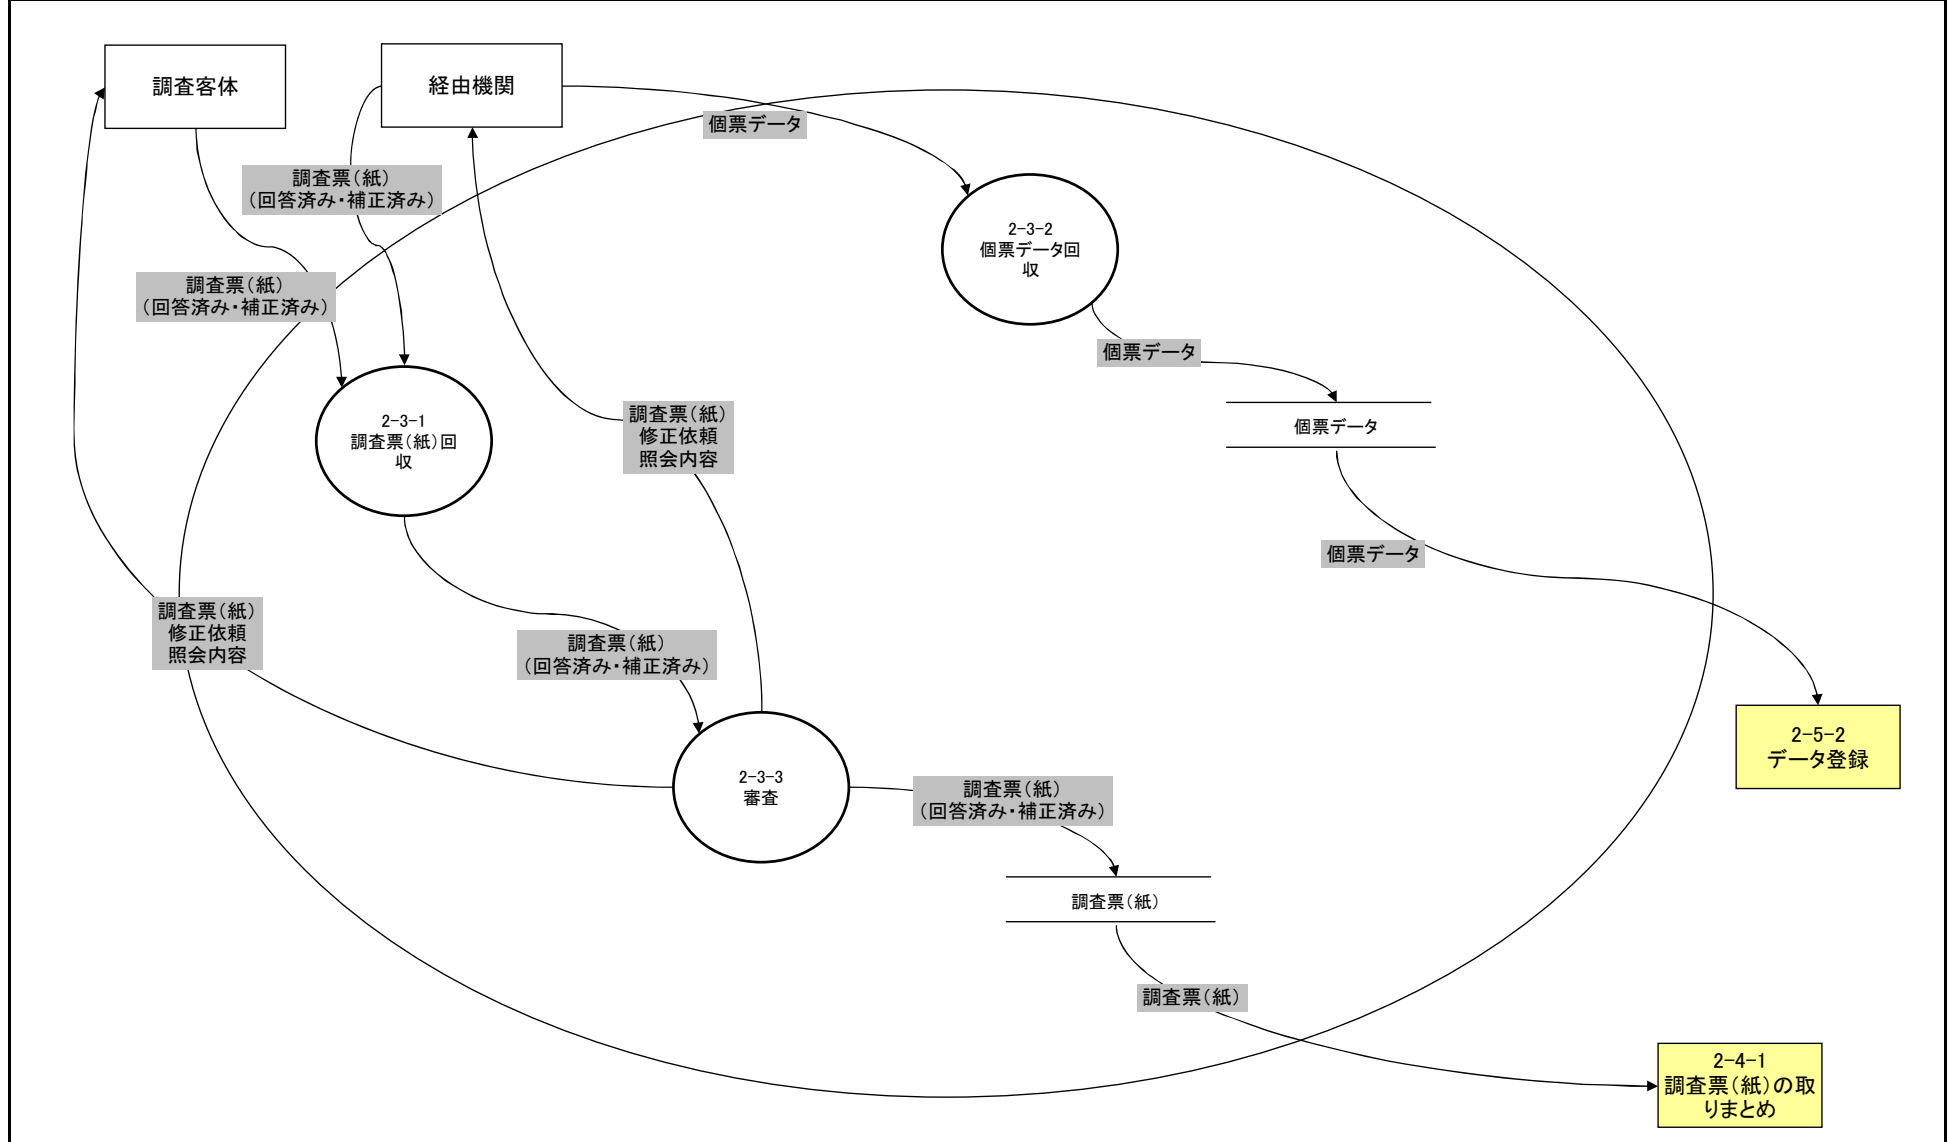 調査客体
経由機関
個票データ
調査票（紙）
（回答済み・補正済み）
調査票（紙）
（回答済み・補正済み）
2-3-2
個票データ回
収
個票データ
個票データ
2-3-1
調査票（紙）回
収
調査票（紙）
修正依頼
照会内容
個票データ
調査票（紙）
修正依頼
照会内容
調査票（紙）
（回答済み・補正済み）
2-5-2
データ登録
2-3-3
審査
調査票（紙）
（回答済み・補正済み）
調査票（紙）
調査票（紙）
2-4-1
調査票（紙）の取
りまとめ